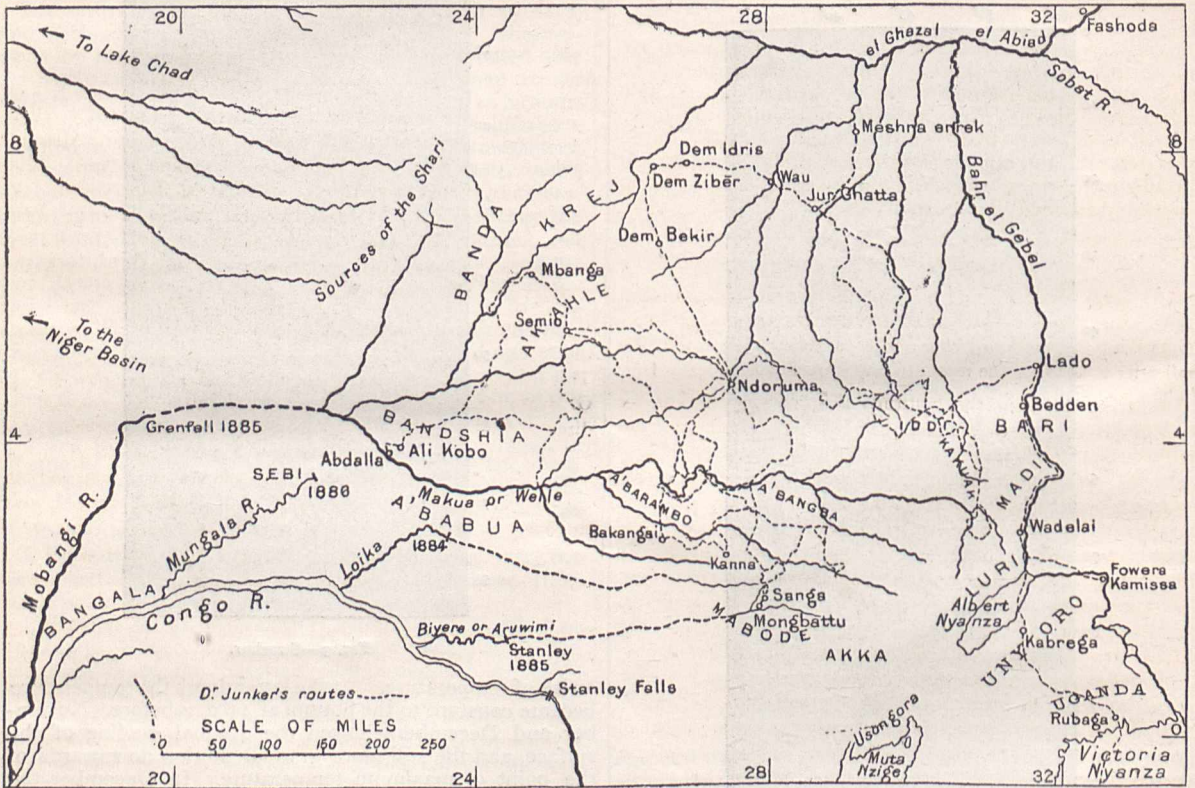 20
24
28
32
Fashoda
To Lake Chad
el Ghazal
el Abiad
Sobat R.
8
Meshra er rek
8
Sources of the Shari
Dem Idris
Dem Ziber
Wau
Jur Ghatta
Bahr el Gebel
KREJ
BANDA
Dem Bekir
Mbanga
A'KAHLE
Semio
To the
Niger Basin
Lado
Ndoruma
Bedden
BARI
4
Grenfell 1885
BANDSHIA
KAKUAK
4
Abdalla
Ali Kobo
MADI
SEBI
1880
Makua or Welle
A'BABUA
A'BARAMBO
A'BANGBA
Wadelai
Mobangi R.
Mungala R.
Loika
1884
Bakangai
Kanna
LURI
Fowera
Kamissa
BANGALA
Congo R.
Sanga
Mongbattu
MABODE
Albert
Nyanza
Biyere or Aruwimi
Stanley
1885
AKKA
UNYORO
Kabrega
Dr. Junker's routes
Stanley Falls
UGANDA
Rubaga
SCALE OF MILES
0 50 100 150 200 250
Usongora
Muta
Nzige
Victoria
Nyanza
0
0
20
24
28
32